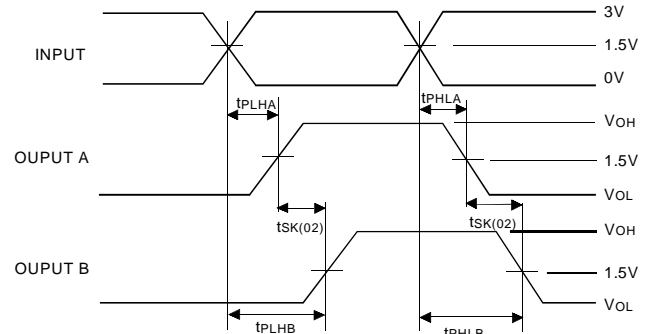 3V
INPUT
1.5V
0V
tPLHA
tPHLA
VOH
OUPUT A
1.5V
VOL
tSK(02)
tSK(02)
VOH
OUPUT B
1.5V
VOL
tPLHB
tPHLB